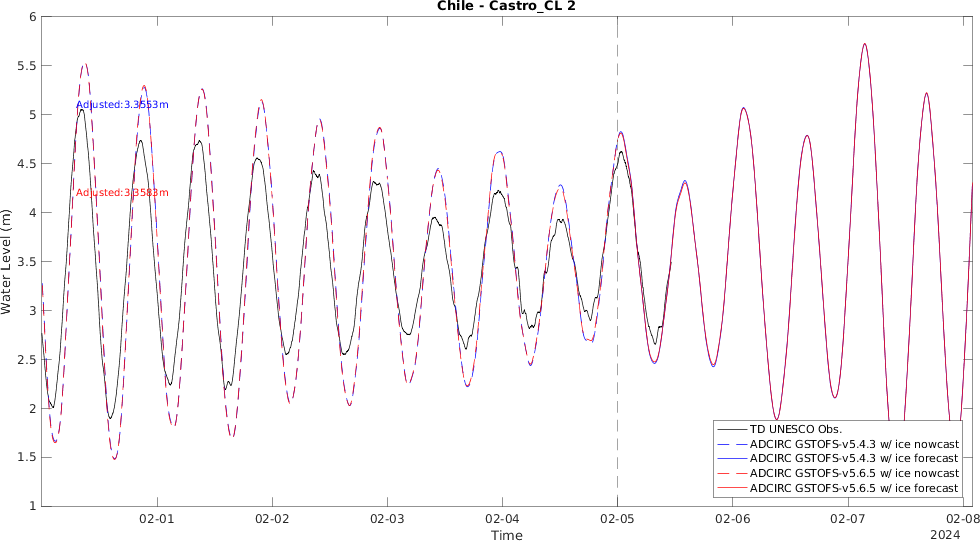 Chile - Castro_CL 2
6
5.5
5
4.5
4
3.5
3
2.5
2
1.5
1
Water Level (m)
Adjusted:3.3553m
Adjusted:3.3583m
TD UNESCO Obs.
ADCIRC GSTOFS-v5.4.3 w/ ice nowcast
ADCIRC GSTOFS-v5.4.3 w/ ice forecast
ADCIRC GSTOFS-v5.6.5 w/ ice nowcast
ADCIRC GSTOFS-v5.6.5 w/ ice forecast
02-01 02-02 02-03 02-04 02-05 02-06 02-07 02-08
Time
2024